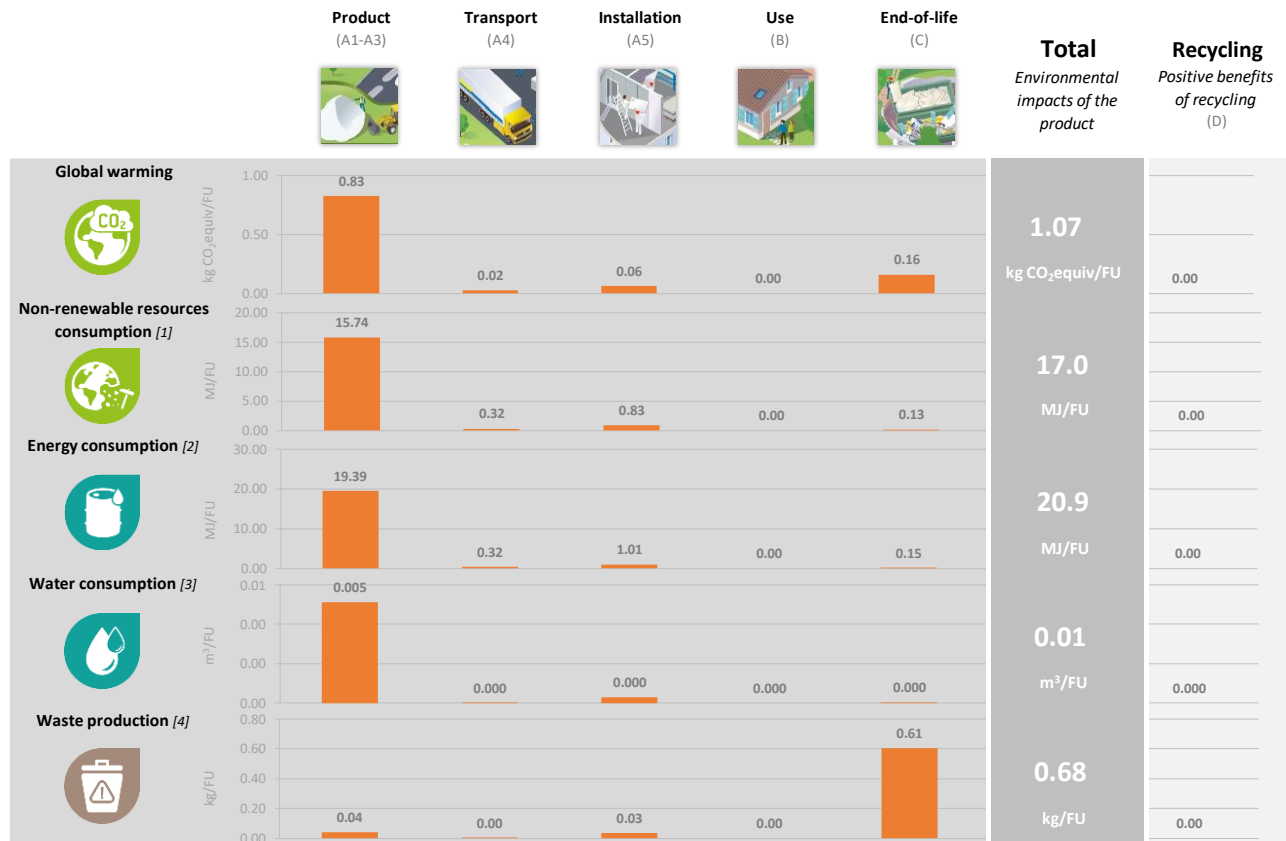 Product
(A1-A3)
Transport
(A4)
Installation
(A5)
Use
(B)
End-of-life
(C)
Total
Environmental
impacts of the
product
Recycling
Positive benefits
of recycling
(D)
Global warming
CO₂
kg CO₂equiv/FU
1.00
0.50
0.00
0.83
0.02
0.06
0.00
0.16
1.07
kg CO₂equiv/FU
0.00
Non-renewable resources
consumption [1]
MJ/FU
20.00
15.00
10.00
5.00
0.00
15.74
0.32
0.83
0.00
0.13
17.0
MJ/FU
0.00
Energy consumption [2]
MJ/FU
30.00
20.00
10.00
0.00
19.39
0.32
1.01
0.00
0.15
20.9
MJ/FU
0.00
Water consumption [3]
m³/FU
0.01
0.00
0.00
0.00
0.005
0.000
0.000
0.000
0.000
0.01
m³/FU
0.000
Waste production [4]
kg/FU
0.80
0.60
0.40
0.20
0.00
0.04
0.00
0.03
0.00
0.61
0.68
kg/FU
0.00